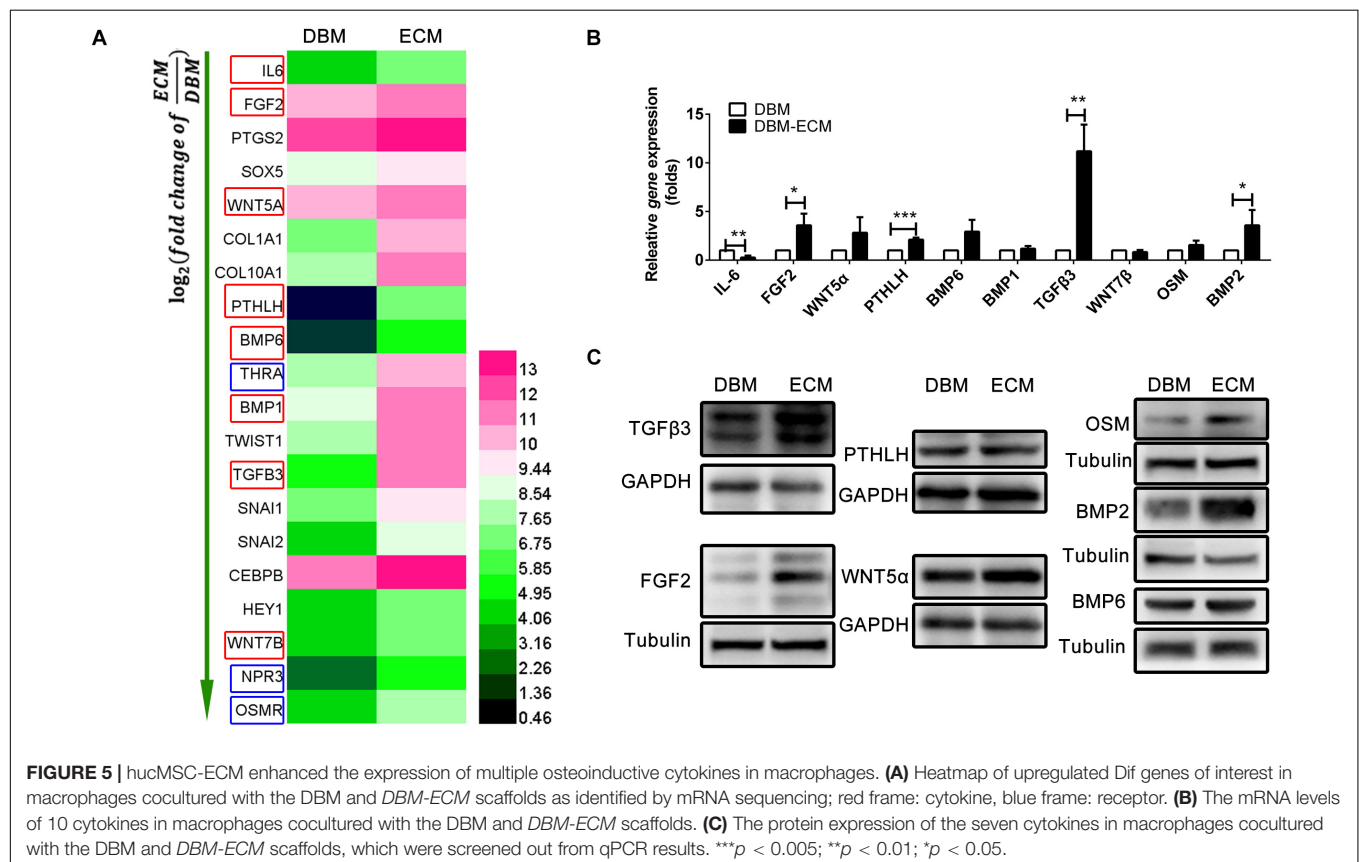 A
DBM ECM
log₂(fold change of ECM/DBM)
IL6
FGF2
PTGS2
SOX5
WNT5A
COL1A1
COL10A1
PTHLH
BMP6
THRA
BMP1
TWIST1
TGFB3
SNAI1
SNAI2
CEBPB
HEY1
WNT7B
NPR3
OSMR
13
12
11
10
9.44
8.54
7.65
6.75
5.85
4.95
4.06
3.16
2.26
1.36
0.46
B
Releative gene expression
(folds)
15
10
5
0
DBM
DBM-ECM
**
*
***
**
*
IL-6
FGF2
WNT5α
PTHLH
BMP6
BMP1
TGFβ3
WNT7β
OSM
BMP2
C
DBM ECM
TGFβ3
GAPDH
FGF2
Tubulin
DBM ECM
PTHLH
GAPDH
WNT5α
GAPDH
DBM ECM
OSM
Tubulin
BMP2
Tubulin
BMP6
Tubulin
FIGURE 5 | hucMSC-ECM enhanced the expression of multiple osteoinductive cytokines in macrophages. (A) Heatmap of upregulated Dif genes of interest in
macrophages cocultured with the DBM and DBM-ECM scaffolds as identified by mRNA sequencing; red frame: cytokine, blue frame: receptor. (B) The mRNA levels
of 10 cytokines in macrophages cocultured with the DBM and DBM-ECM scaffolds. (C) The protein expression of the seven cytokines in macrophages cocultured
with the DBM and DBM-ECM scaffolds, which were screened out from qPCR results. ***p < 0.005; **p < 0.01; *p < 0.05.